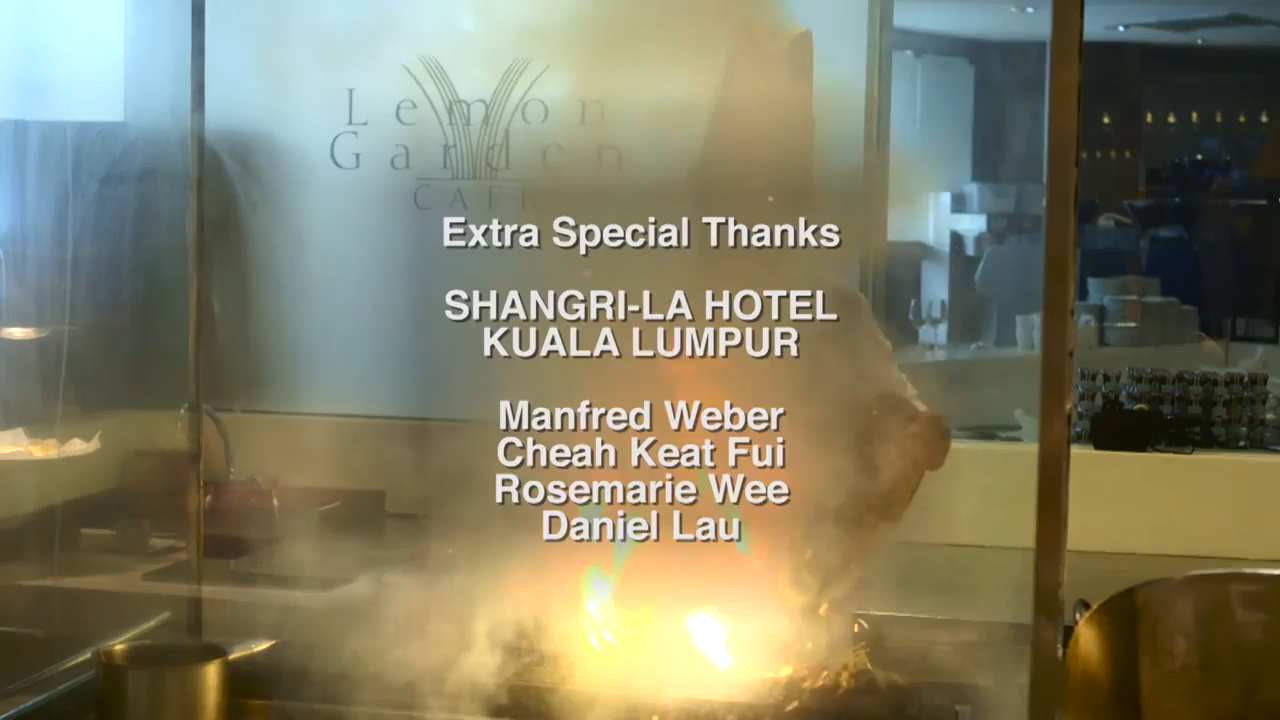 Lemon
Garden
CAFE
Extra Special Thanks
SHANGRI-LA HOTEL
KUALA LUMPUR
Manfred Weber
Cheah Keat Fui
Rosemarie Wee
Daniel Lau